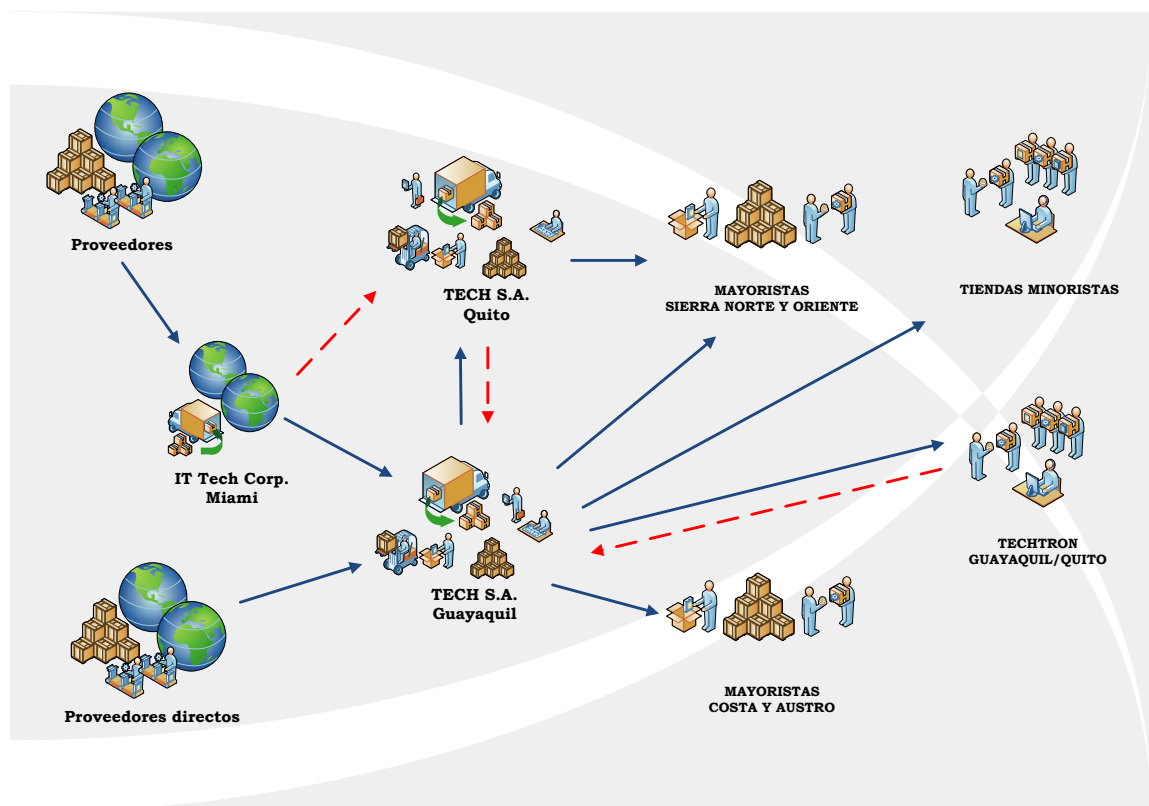 Proveedores
TECH S.A.
Quito
MAYORISTAS
SIERRA NORTE Y ORIENTE
TIENDAS MINORISTAS
IT Tech Corp.
Miami
TECH S.A.
Guayaquil
TECHTRON
GUAYAQUIL/QUITO
Proveedores directos
MAYORISTAS
COSTA Y AUSTRO